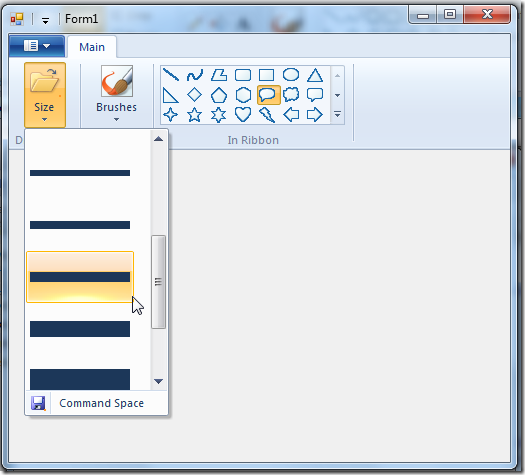 Form1
Main
Size
Brushes
D
In Ribbon
Command Space